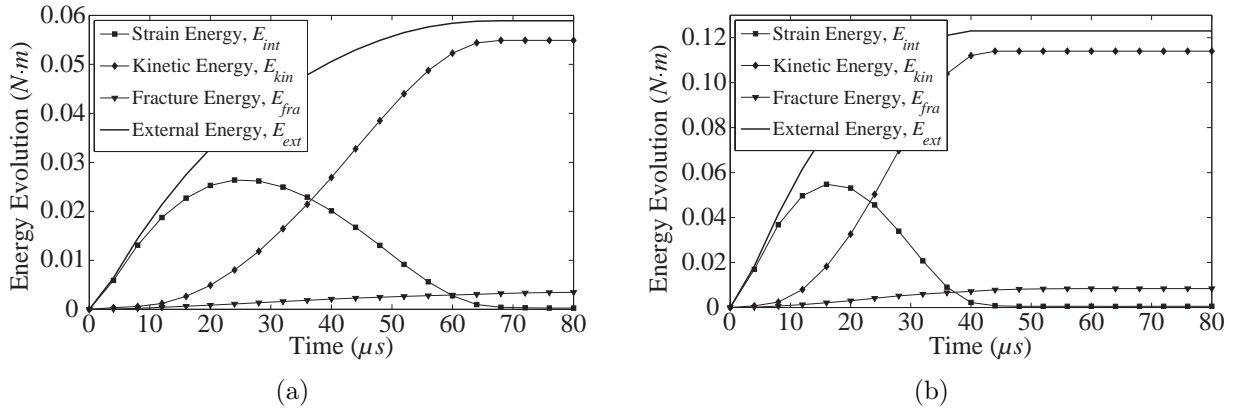 0.06
0.05
0.04
0.03
0.02
0.01
0
Energy Evolution (N·m)
Strain Energy, E_int
Kinetic Energy, E_kin
Fracture Energy, E_fra
External Energy, E_ext
0 10 20 30 40 50 60 70 80
Time (μs)
(a)
0.12
0.10
0.08
0.06
0.04
0.02
0
Energy Evolution (N·m)
Strain Energy, E_int
Kinetic Energy, E_kin
Fracture Energy, E_fra
External Energy, E_ext
0 10 20 30 40 50 60 70 80
Time (μs)
(b)